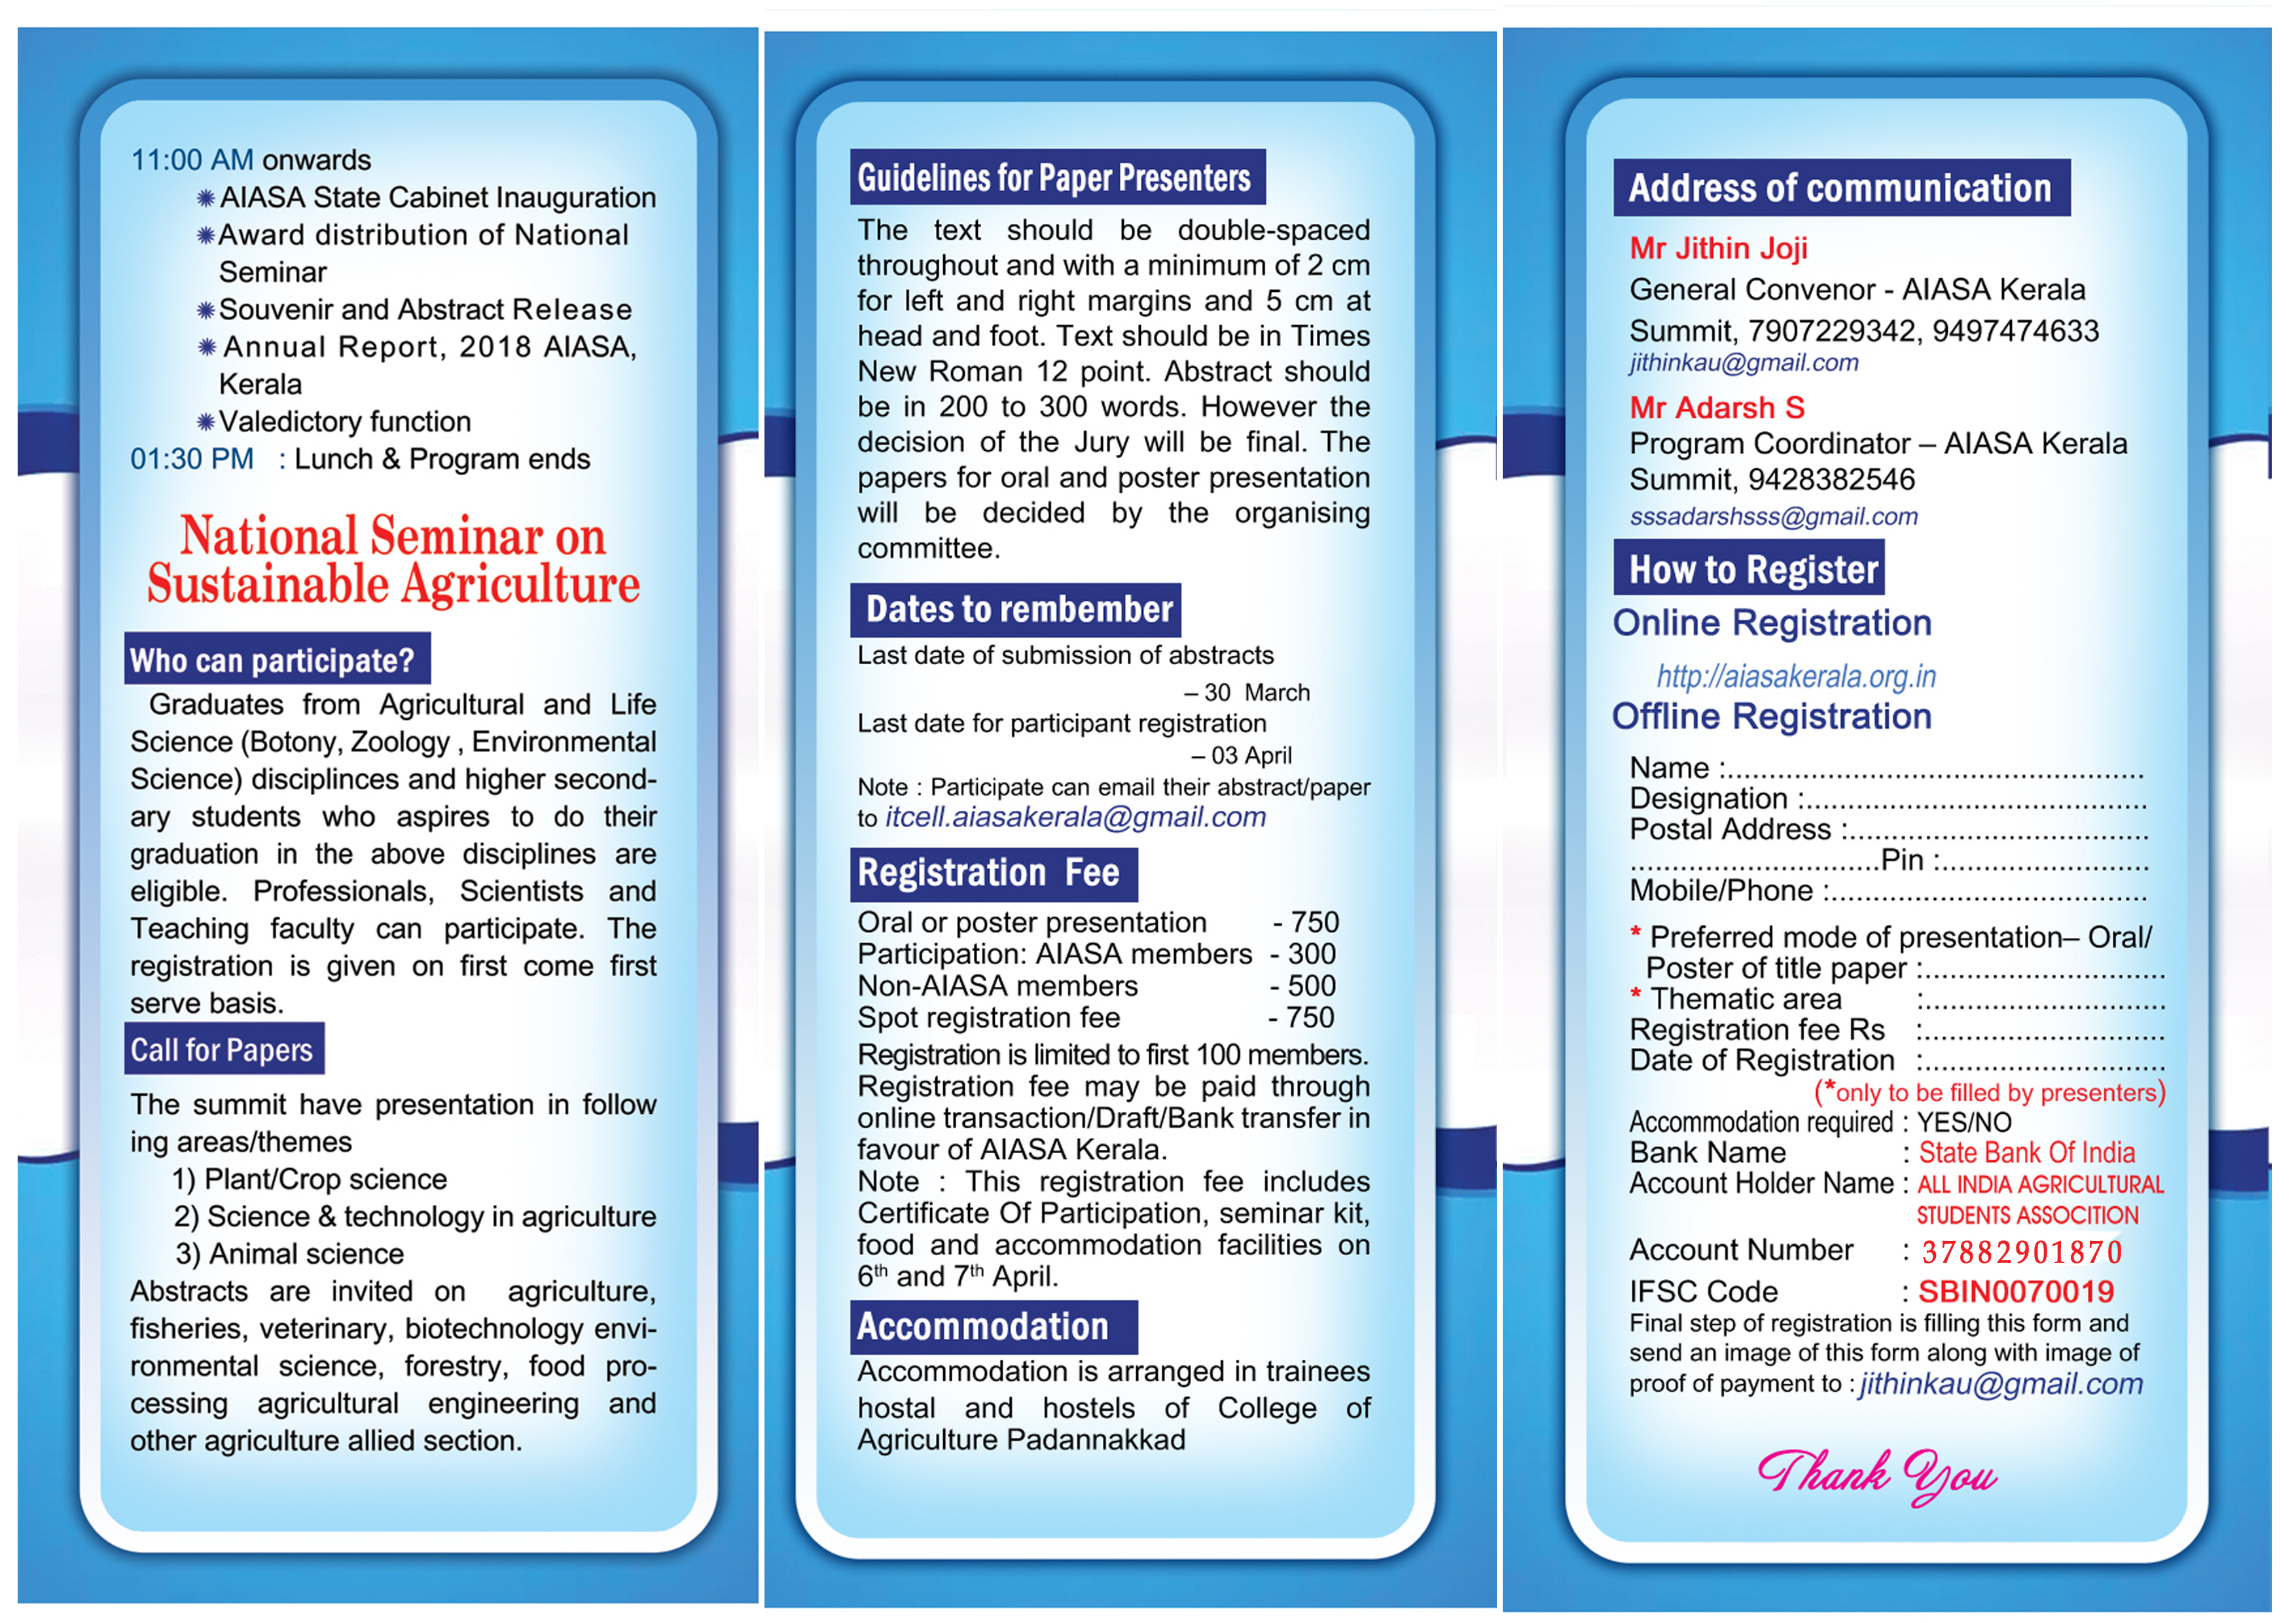 11:00 AM onwards
AIASA State Cabinet Inauguration
Award distribution of National
Seminar
Souvenir and Abstract Release
Annual Report, 2018 AIASA,
Kerala
Valedictory function
01:30 PM : Lunch & Program ends
National Seminar on
Sustainable Agriculture
Who can participate?
Graduates from Agricultural and Life
Science (Botony, Zoology , Environmental
Science) disciplinces and higher second-
ary students who aspires to do their
graduation in the above disciplines are
eligible. Professionals, Scientists and
Teaching faculty can participate. The
registration is given on first come first
serve basis.
Call for Papers
The summit have presentation in follow
ing areas/themes
1) Plant/Crop science
2) Science & technology in agriculture
3) Animal science
Abstracts are invited on agriculture,
fisheries, veterinary, biotechnology envi-
ronmental science, forestry, food pro-
cessing agricultural engineering and
other agriculture allied section.
Guidelines for Paper Presenters
The text should be double-spaced
throughout and with a minimum of 2 cm
for left and right margins and 5 cm at
head and foot. Text should be in Times
New Roman 12 point. Abstract should
be in 200 to 300 words. However the
decision of the Jury will be final. The
papers for oral and poster presentation
will be decided by the organising
committee.
Dates to rembember
Last date of submission of abstracts
– 30 March
Last date for participant registration
– 03 April
Note : Participate can email their abstract/paper
to itcell.aiasakerala@gmail.com
Registration Fee
Oral or poster presentation - 750
Participation: AIASA members - 300
Non-AIASA members - 500
Spot registration fee - 750
Registration is limited to first 100 members.
Registration fee may be paid through
online transaction/Draft/Bank transfer in
favour of AIASA Kerala.
Note : This registration fee includes
Certificate Of Participation, seminar kit,
food and accommodation facilities on
6th and 7th April.
Accommodation
Accommodation is arranged in trainees
hostal and hostels of College of
Agriculture Padannakkad
Address of communication
Mr Jithin Joji
General Convenor - AIASA Kerala
Summit, 7907229342, 9497474633
jithinkau@gmail.com
Mr Adarsh S
Program Coordinator – AIASA Kerala
Summit, 9428382546
sssadarshsss@gmail.com
How to Register
Online Registration
http://aiasakerala.org.in
Offline Registration
Name :..................................................
Designation :.........................................
Postal Address :....................................
..............................Pin :.........................
Mobile/Phone :......................................
* Preferred mode of presentation– Oral/
Poster of title paper :.............................
* Thematic area :.............................
Registration fee Rs :.............................
Date of Registration :.............................
(*only to be filled by presenters)
Accommodation required : YES/NO
Bank Name : State Bank Of India
Account Holder Name : ALL INDIA AGRICULTURAL
STUDENTS ASSOCITION
Account Number : 37882901870
IFSC Code : SBIN0070019
Final step of registration is filling this form and
send an image of this form along with image of
proof of payment to : jithinkau@gmail.com
Thank You